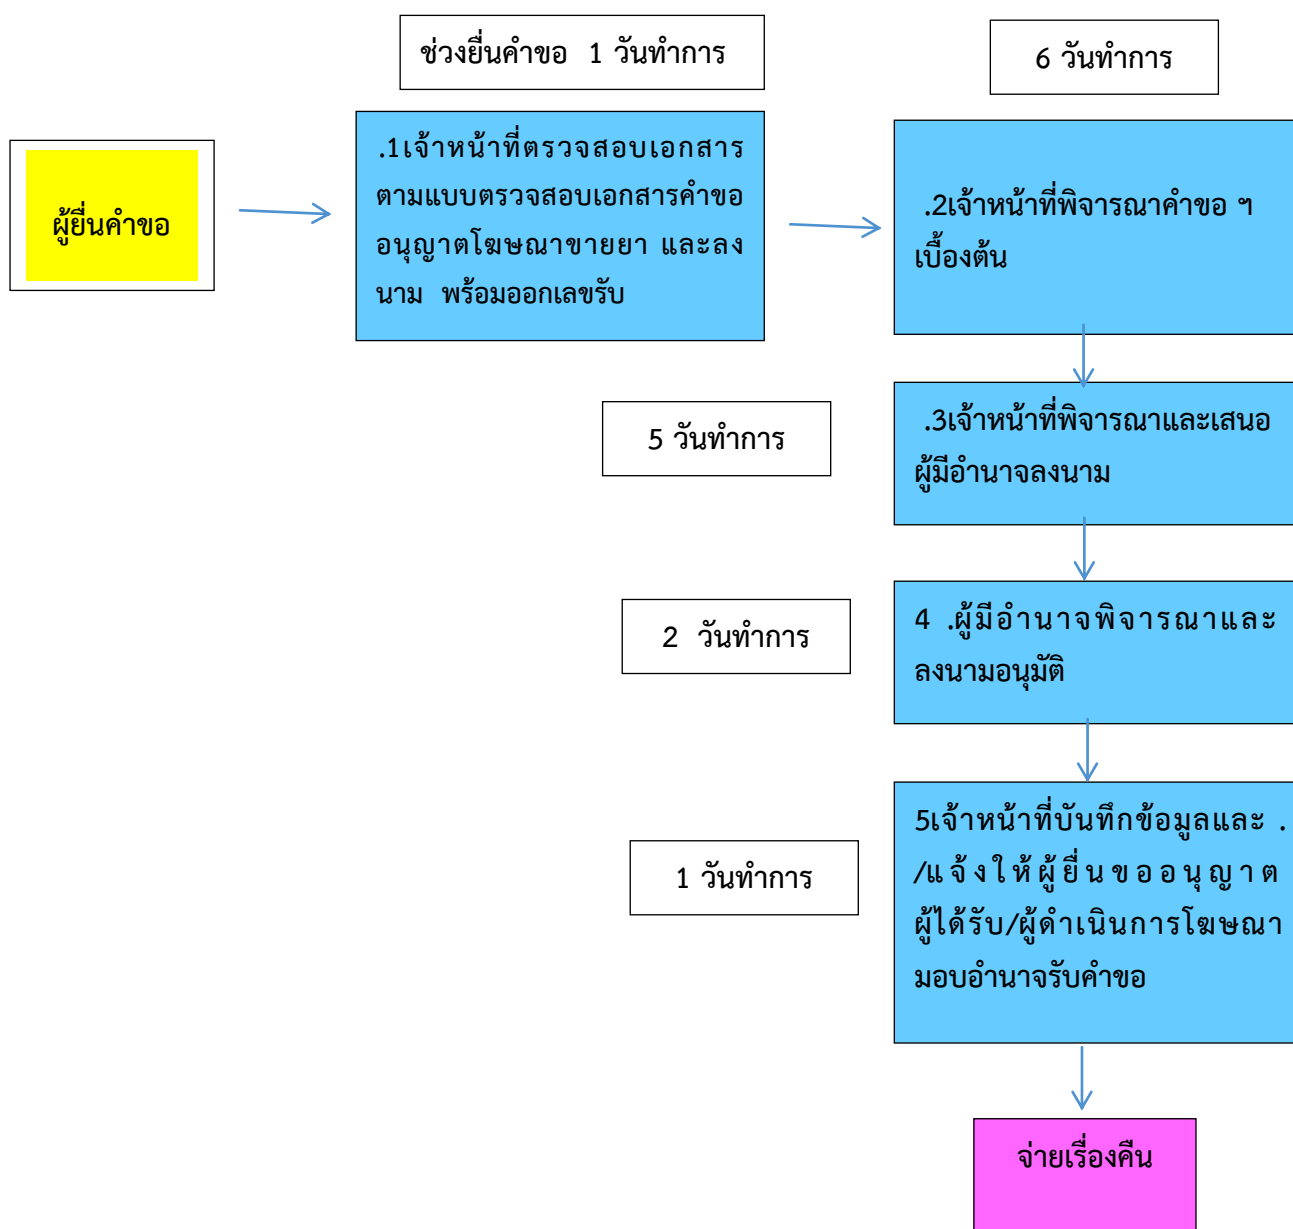 ช่วงยื่นคำขอ 1 วันทำการ
6 วันทำการ
ผู้ยื่นคำขอ
.1เจ้าหน้าที่ตรวจสอบเอกสาร
ตามแบบตรวจสอบเอกสารคำขอ
อนุญาตโฆษณาขายยา และลง
นาม พร้อมออกเลขรับ
.2เจ้าหน้าที่พิจารณาคำขอ ฯ
เบื้องต้น
5 วันทำการ
.3เจ้าหน้าที่พิจารณาและเสนอ
ผู้มีอำนาจลงนาม
2 วันทำการ
4 .ผู้มีอำนาจพิจารณาและ
ลงนามอนุมัติ
1 วันทำการ
5เจ้าหน้าที่บันทึกข้อมูลและ .
/แจ้งให้ผู้ยื่นขออนุญาต
ผู้ได้รับ/ผู้ดำเนินการโฆษณา
มอบอำนาจรับคำขอ
จ่ายเรื่องคืน